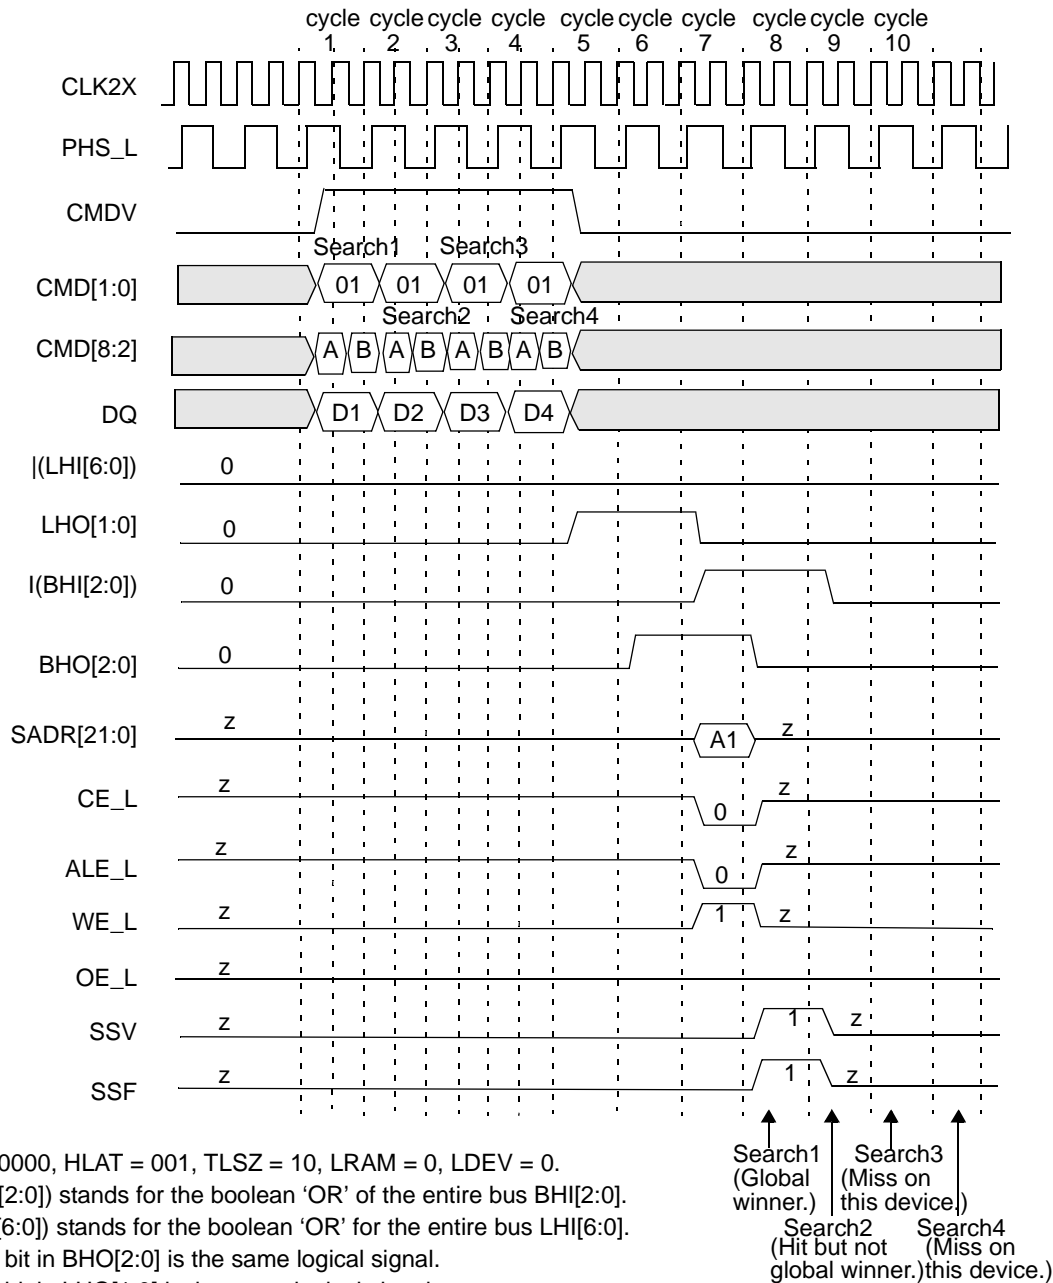 cycle cycle cycle cycle cycle cycle cycle cycle cycle cycle
1 2 3 4 5 6 7 8 9 10
CLK2X
PHS_L
CMDV
Search1 Search3
CMD[1:0] 01 01 01 01
Search2 Search4
CMD[8:2] A B A B A B A B
DQ D1 D2 D3 D4
|(LHI[6:0]) 0
LHO[1:0] 0
I(BHI[2:0]) 0
BHO[2:0] 0
SADR[21:0] z A1 z
CE_L z 0 z
ALE_L z 0 z
WE_L z 1 z
OE_L z
SSV z 1 z
SSF z 1 z
Search1 (Global winner.)
Search3 (Miss on this device.)
Search2 (Hit but not global winner.)
Search4 (Miss on this device.)
0000, HLAT = 001, TLSZ = 10, LRAM = 0, LDEV = 0.
[2:0]) stands for the boolean ‘OR’ of the entire bus BHI[2:0].
[6:0]) stands for the boolean ‘OR’ for the entire bus LHI[6:0].
bit in BHO[2:0] is the same logical signal.